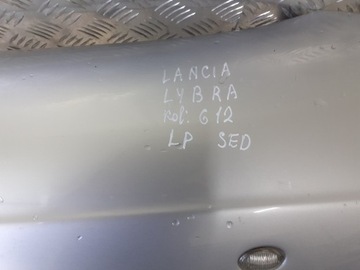 LANCIA
LYBRA
kol: 612
LP SED